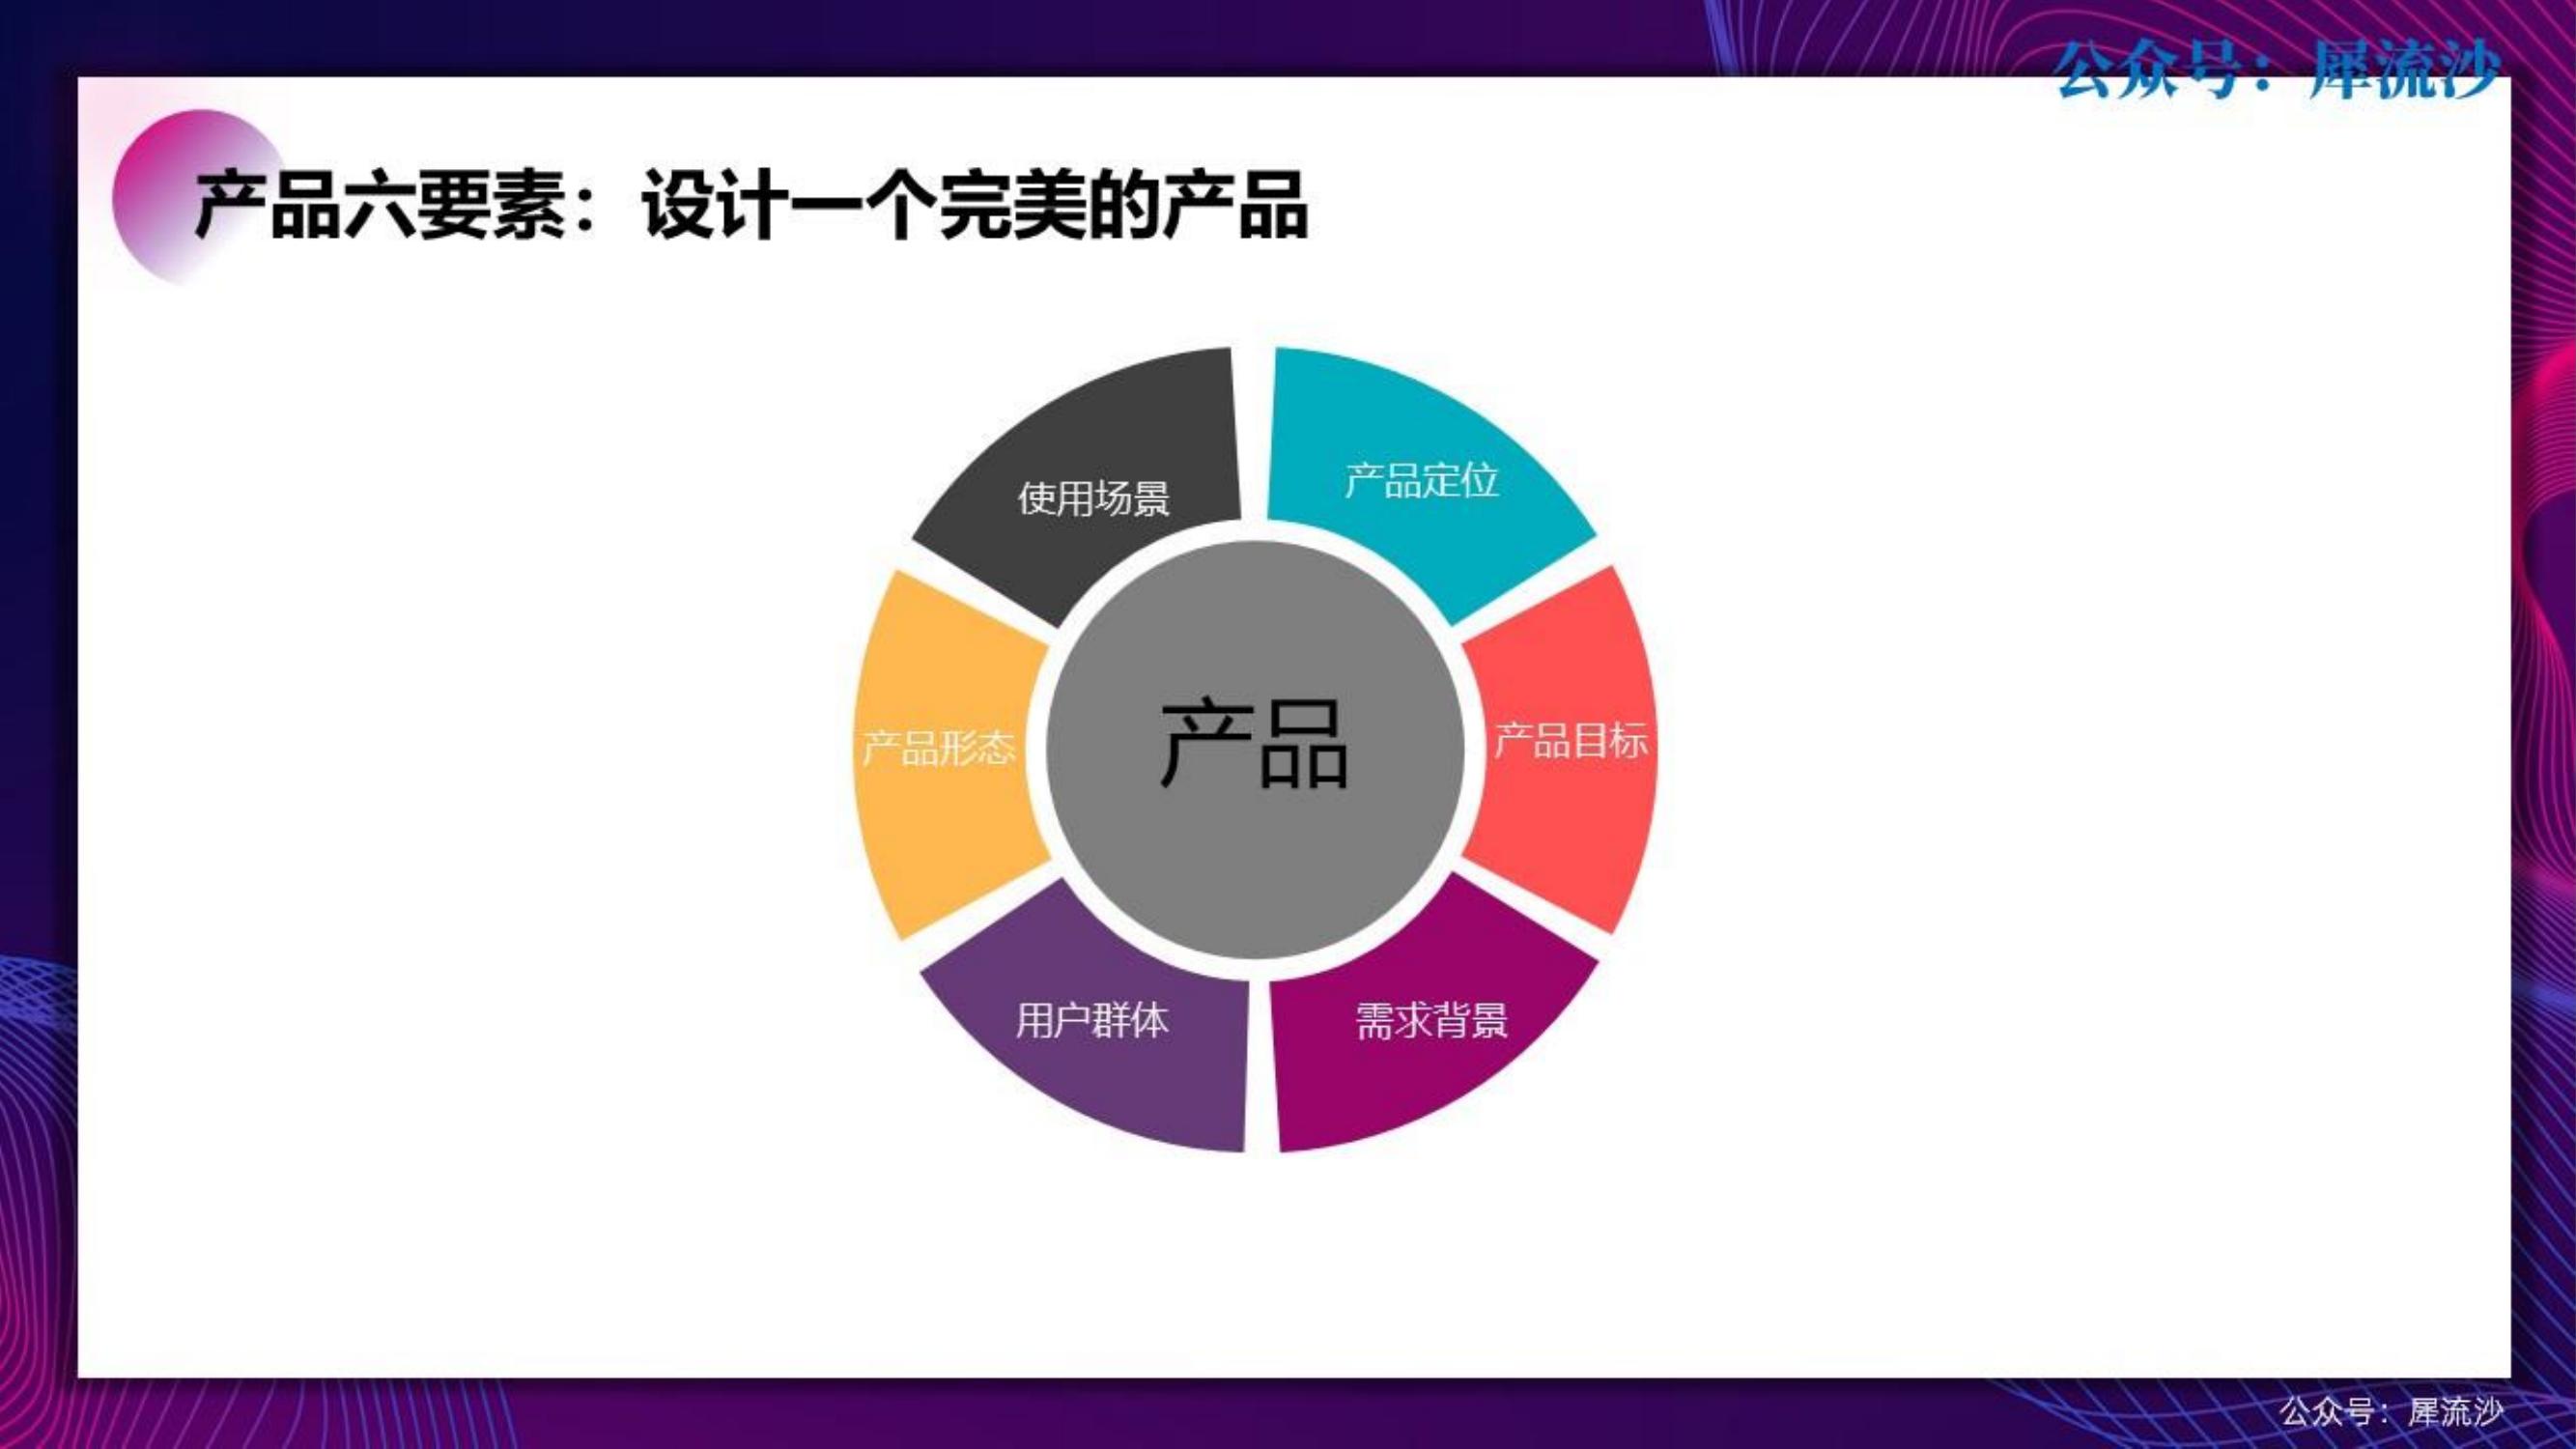 公众号：犀流沙
产品六要素：设计一个完美的产品
使用场景
产品定位
产品形态
产品
产品目标
用户群体
需求背景
公众号：犀流沙